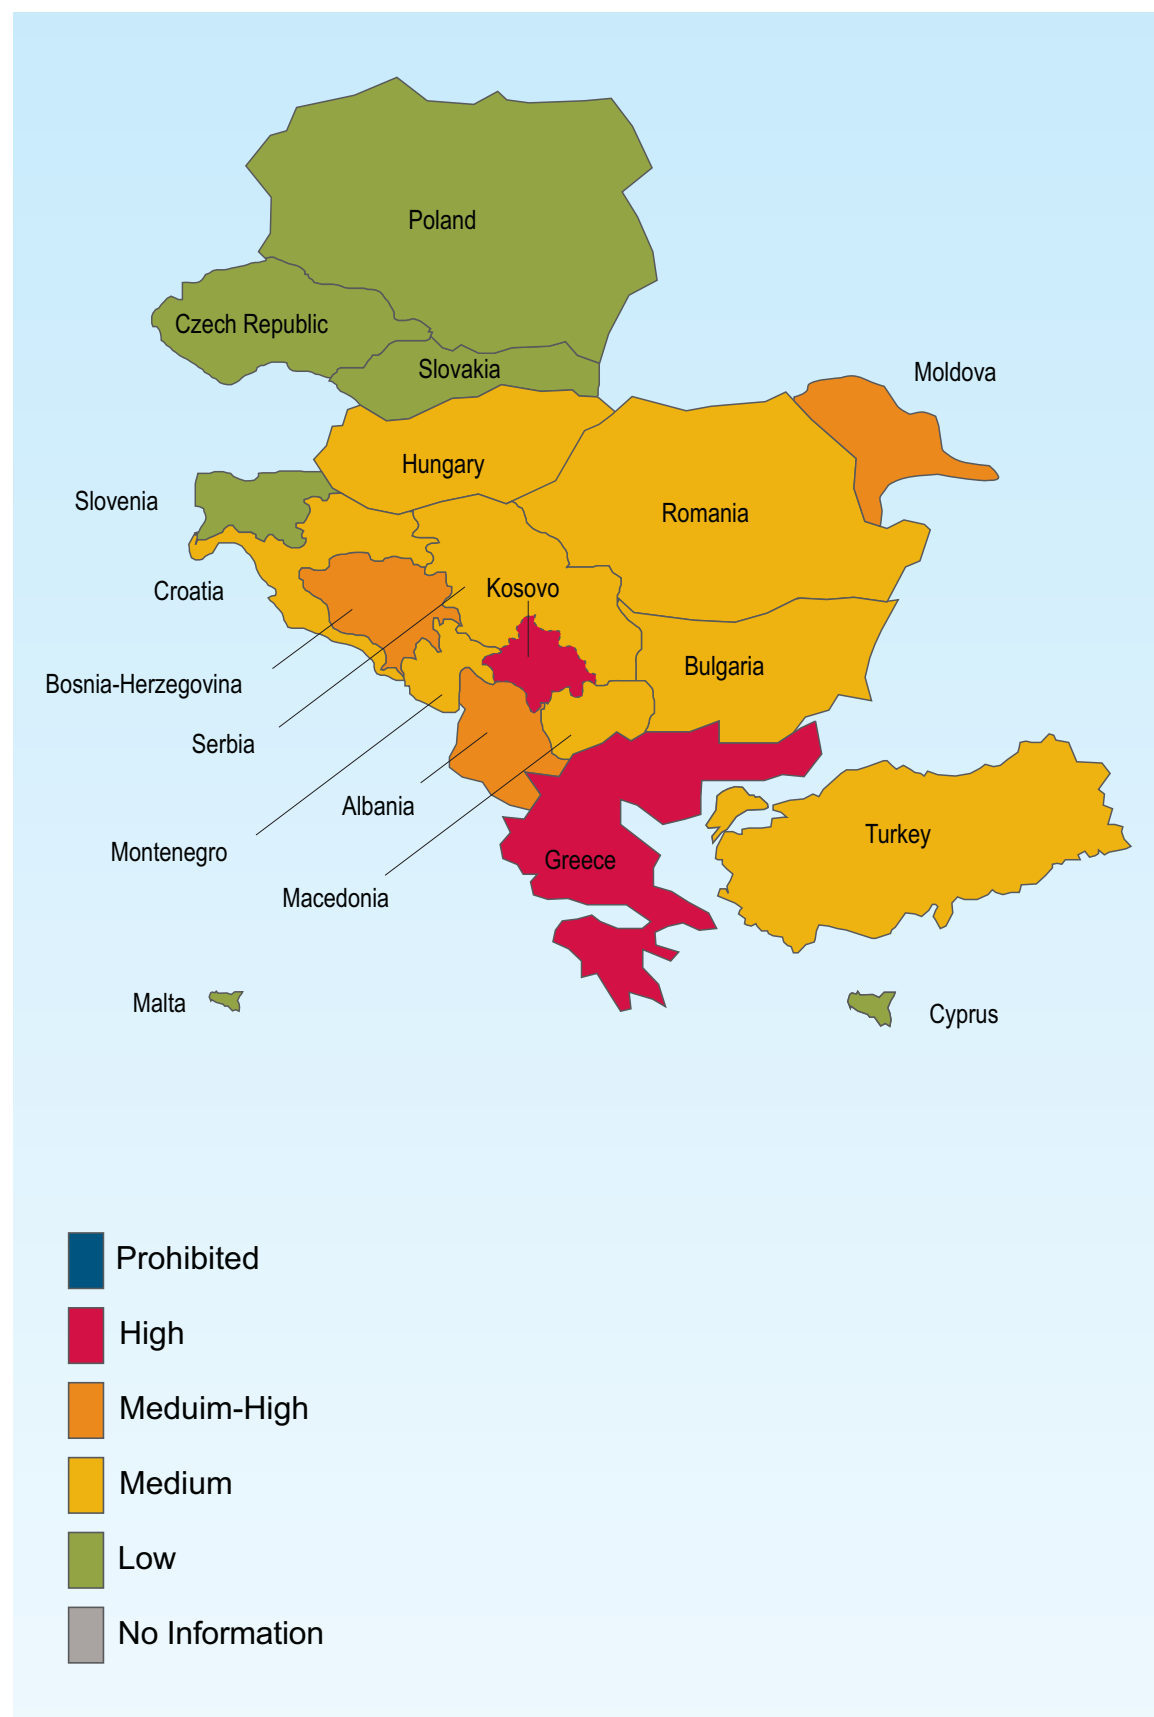 Poland
Czech Republic
Slovakia
Moldova
Hungary
Slovenia
Romania
Croatia
Kosovo
Bulgaria
Bosnia-Herzegovina
Serbia
Albania
Montenegro
Turkey
Greece
Macedonia
Malta
Cyprus
Prohibited
High
Meduim-High
Medium
Low
No Information